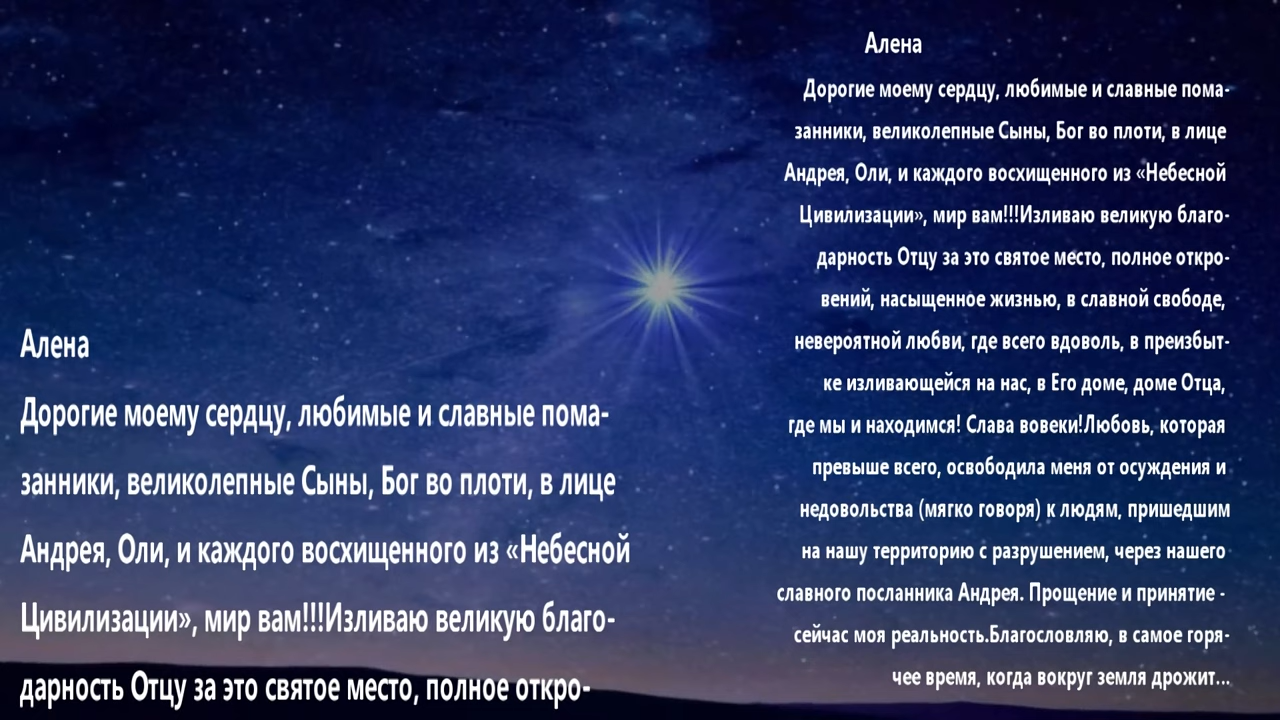 Алена
Дорогие моему сердцу, любимые и славные пома-
занники, великолепные Сыны, Бог во плоти, в лице
Андрея, Оли, и каждого восхищенного из «Небесной
Цивилизации», мир вам!!!Изливаю великую благо-
дарность Отцу за это святое место, полное откро-
Алена
Дорогие моему сердцу, любимые и славные пома-
занники, великолепные Сыны, Бог во плоти, в лице
Андрея, Оли, и каждого восхищенного из «Небесной
Цивилизации», мир вам!!!Изливаю великую благо-
дарность Отцу за это святое место, полное откро-
вений, насыщенное жизнью, в славной свободе,
невероятной любви, где всего вдоволь, в преизбыт-
ке изливающейся на нас, в Его доме, доме Отца,
где мы и находимся! Слава вовеки!Любовь, которая
превыше всего, освободила меня от осуждения и
недовольства (мягко говоря) к людям, пришедшим
на нашу территорию с разрушением, через нашего
славного посланника Андрея. Прощение и принятие -
сейчас моя реальность.Благословляю, в самое горя-
чее время, когда вокруг земля дрожит...